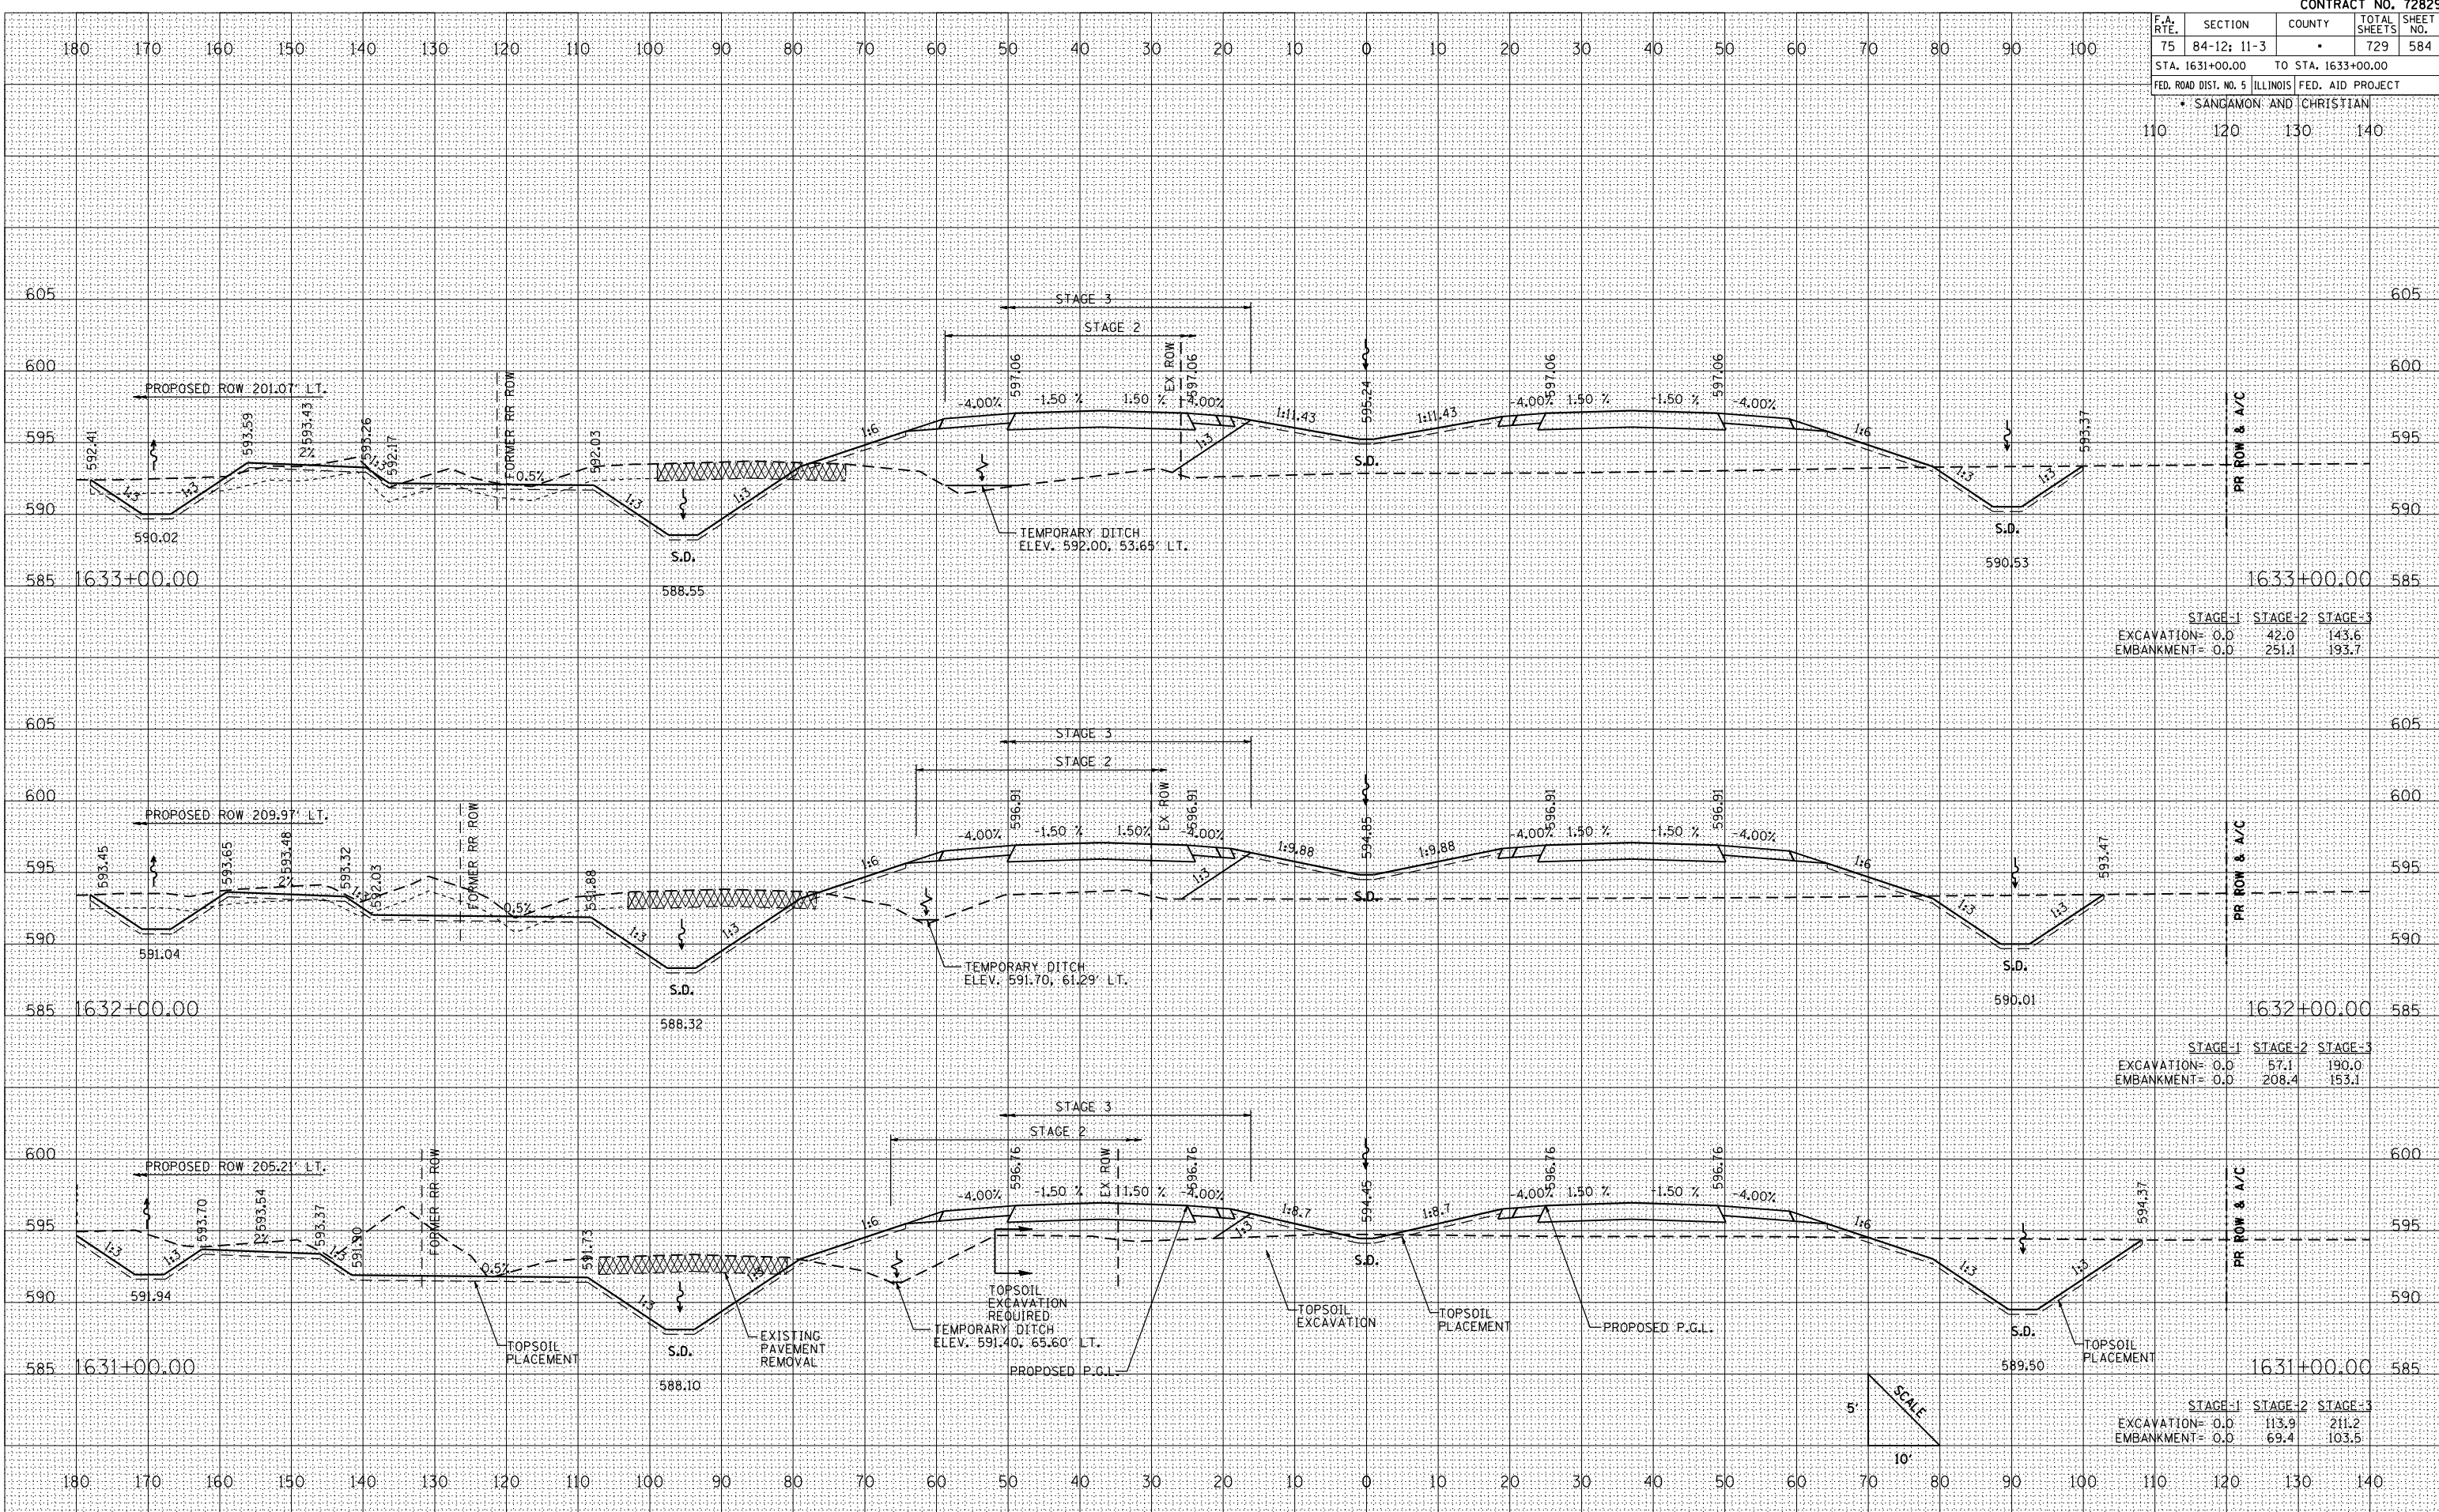 CONTRACT NO. 72829
F.A. RTE. SECTION COUNTY TOTAL SHEETS SHEET NO.
75 84-12; 11-3 • 729 584
STA. 1631+00.00 TO STA. 1633+00.00
FED. ROAD DIST. NO. 5 ILLINOIS FED. AID PROJECT
• SANGAMON AND CHRISTIAN
180 170 160 150 140 130 120 110 100 90 80 70 60 50 40 30 20 10 0 10 20 30 40 50 60 70 80 90 100 110 120 130 140
605 605
STAGE 3
STAGE 2
600 600
PROPOSED ROW 201.07' LT.
FORMER RR ROW
EX ROW
PR ROW & A/C
592.41 593.59 593.43 593.26 592.17 592.03 597.06 597.06 595.24 597.06 597.06 593.37
-4.00% -1.50 % 1.50 % -4.00% 1:11.43 1:11.43 -4.00% 1.50 % -1.50 % -4.00%
595 595
1:3 1:3 2% 1:3 0.5% 1:3 1:3 1:6 1:3 S.D. 1:6 1:3 1:3
590 590
590.02
TEMPORARY DITCH
ELEV. 592.00, 53.65' LT.
S.D. S.D.
588.55 590.53
585 1633+00.00 1633+00.00 585
STAGE-1 STAGE-2 STAGE-3
EXCAVATION= 0.0 42.0 143.6
EMBANKMENT= 0.0 251.1 193.7
605 605
STAGE 3
STAGE 2
600 600
PROPOSED ROW 209.97' LT.
FORMER RR ROW
EX ROW
PR ROW & A/C
593.45 593.65 593.48 593.32 592.03 591.88 596.91 596.91 594.85 596.91 596.91 593.47
-4.00% -1.50 % 1.50% -4.00% 1:9.88 1:9.88 -4.00% 1.50 % -1.50 % -4.00%
595 595
2% 1:3 0.5% 1:3 1:3 1:6 1:3 S.D. 1:6 1:3 1:3
590 590
591.04
TEMPORARY DITCH
ELEV. 591.70, 61.29' LT.
S.D. S.D.
588.32 590.01
585 1632+00.00 1632+00.00 585
STAGE-1 STAGE-2 STAGE-3
EXCAVATION= 0.0 57.1 190.0
EMBANKMENT= 0.0 208.4 153.1
STAGE 3
STAGE 2
600 600
PROPOSED ROW 205.21' LT.
FORMER RR ROW
EX ROW
PR ROW & A/C
593.70 593.54 593.37 591.90 591.73 596.76 596.76 594.45 596.76 596.76 594.37
-4.00% -1.50 % 1.50 % -4.00% 1:8.7 1:8.7 -4.00% 1.50 % -1.50 % -4.00%
595 595
1:3 1:3 2% 1:3 0.5% 1:3 1:3 1:6 1:3 S.D. 1:6 1:3 1:3
590 590
591.94
TOPSOIL
EXCAVATION
REQUIRED
TEMPORARY DITCH
ELEV. 591.40, 65.60' LT.
TOPSOIL
EXCAVATION
TOPSOIL
PLACEMENT
PROPOSED P.G.L.
TOPSOIL
PLACEMENT
EXISTING
PAVEMENT
REMOVAL
PROPOSED P.G.L.
TOPSOIL
PLACEMENT
S.D. S.D.
588.10 589.50
585 1631+00.00 1631+00.00 585
SCALE
5'
10'
STAGE-1 STAGE-2 STAGE-3
EXCAVATION= 0.0 113.9 211.2
EMBANKMENT= 0.0 69.4 103.5
180 170 160 150 140 130 120 110 100 90 80 70 60 50 40 30 20 10 0 10 20 30 40 50 60 70 80 90 100 110 120 130 140